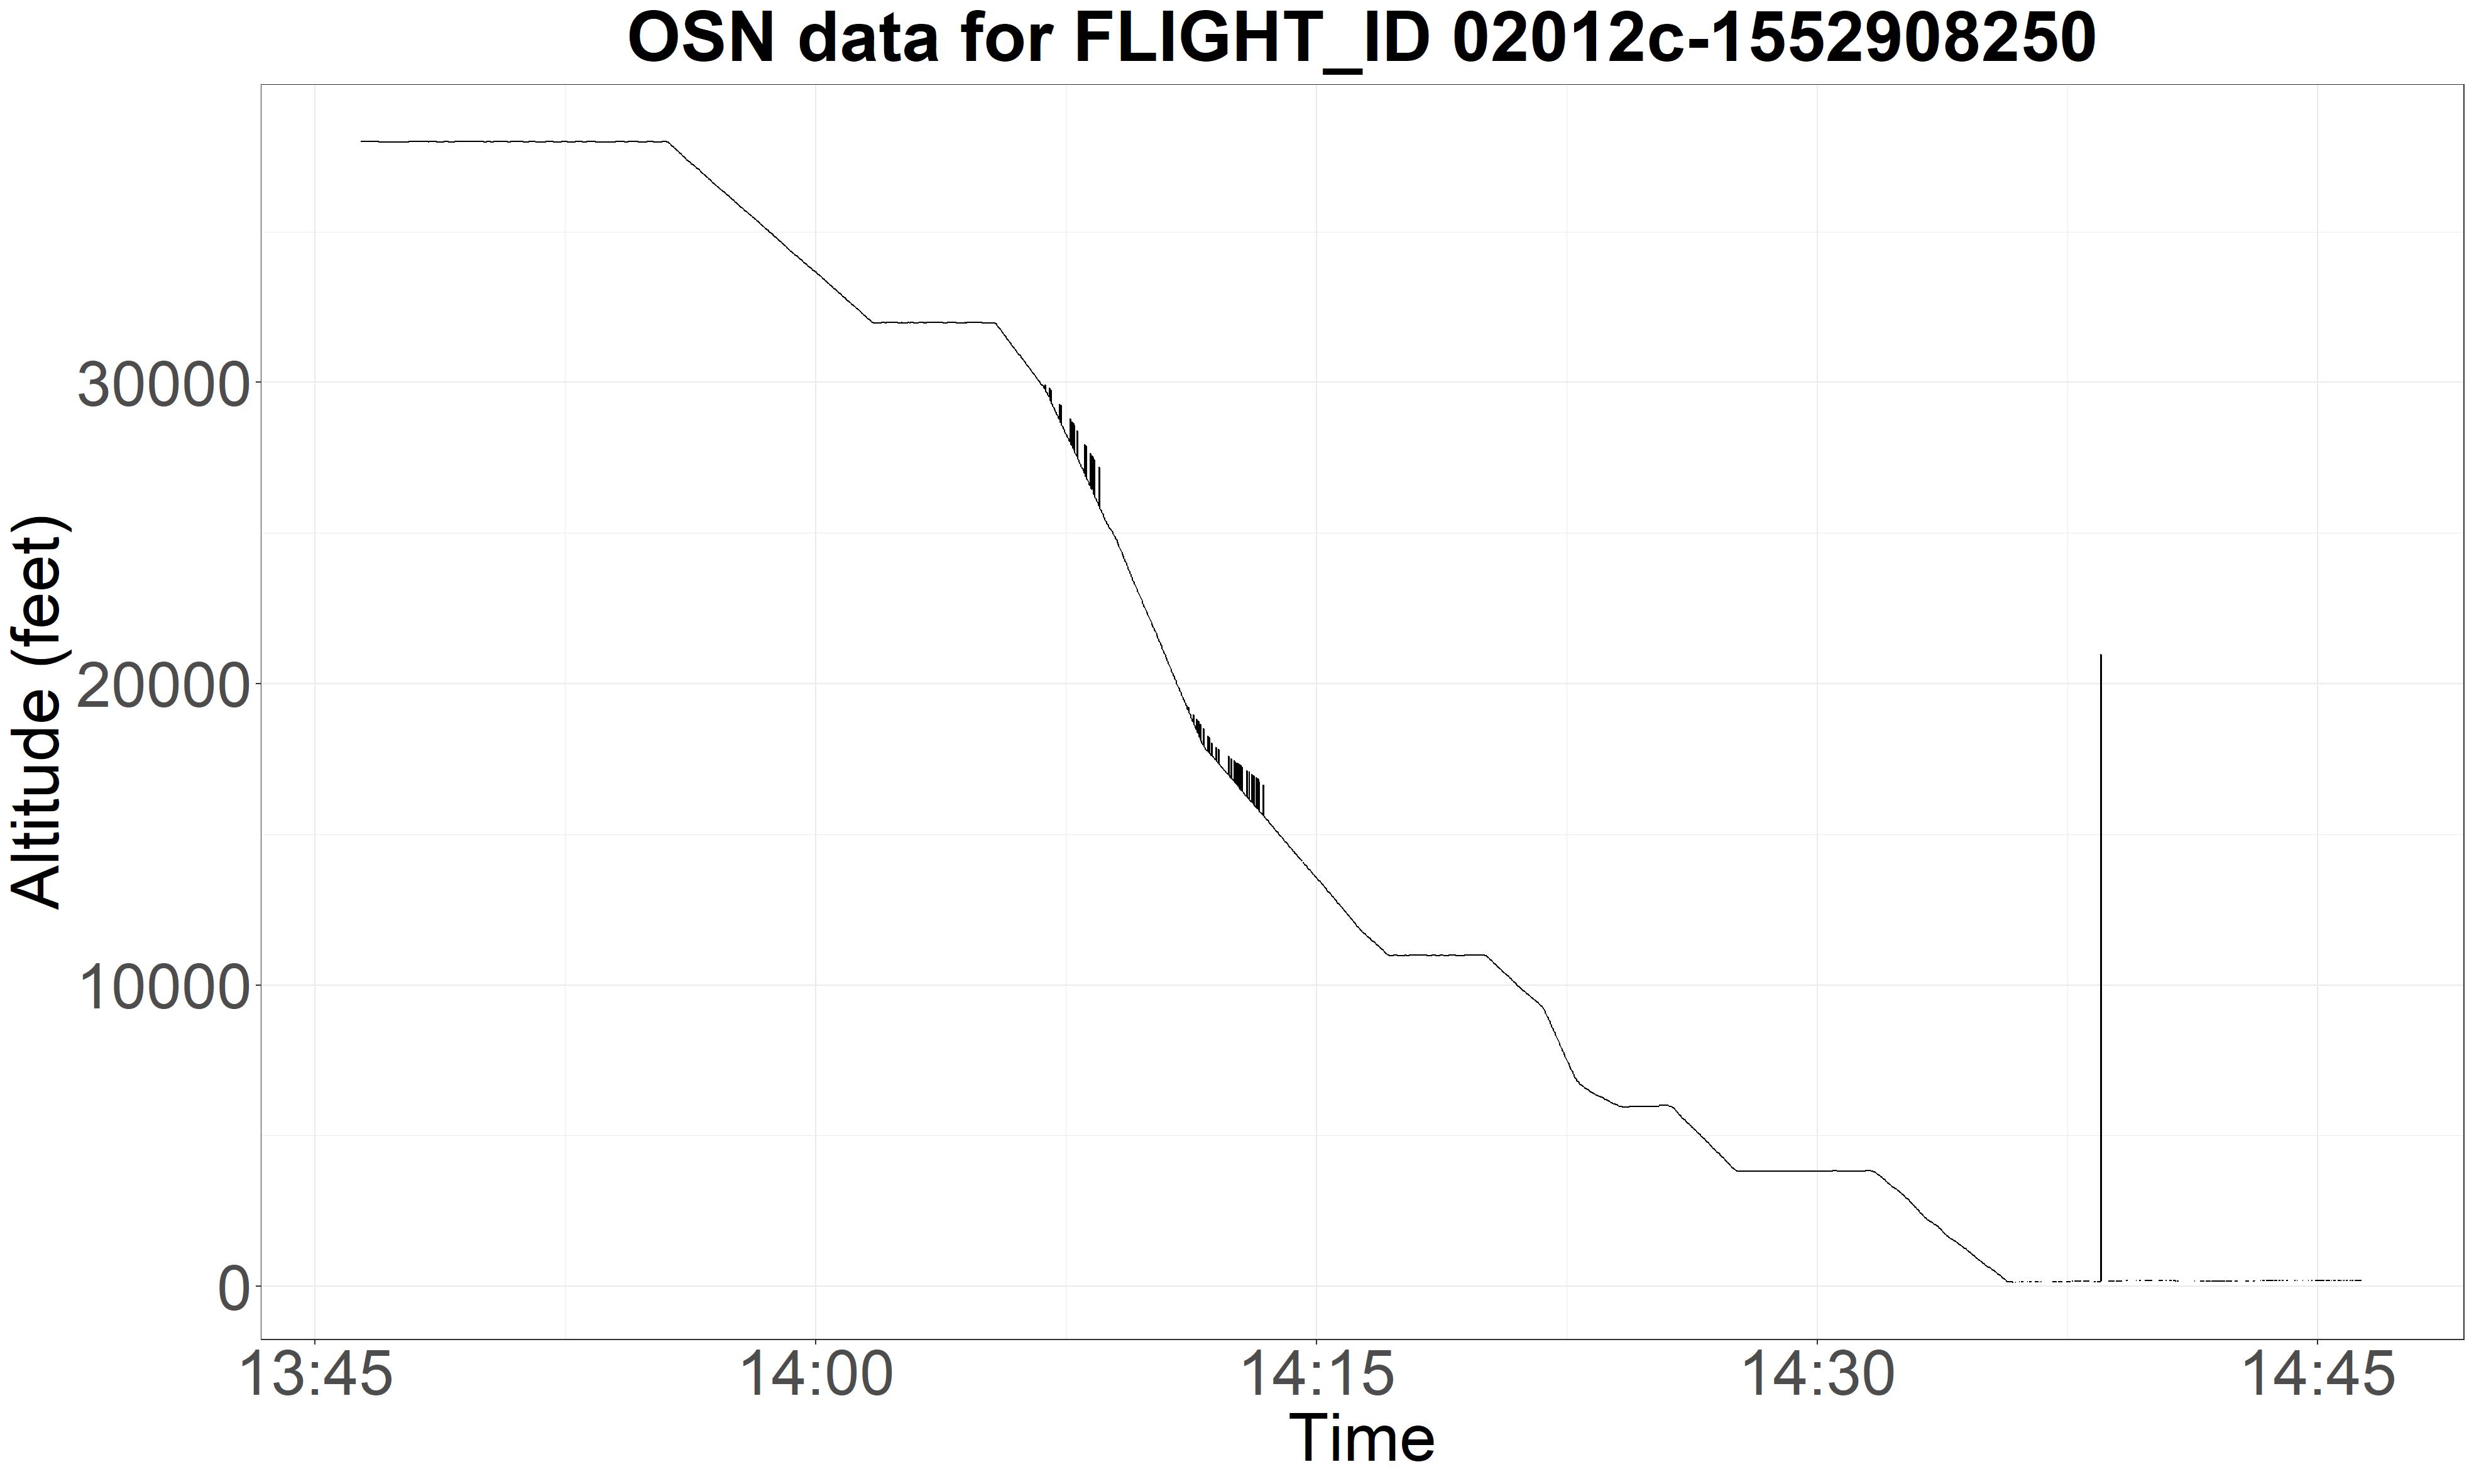 OSN data for FLIGHT_ID 02012c-1552908250
Altitude (feet)
30000
20000
10000
0
13:45 14:00 14:15 14:30 14:45
Time